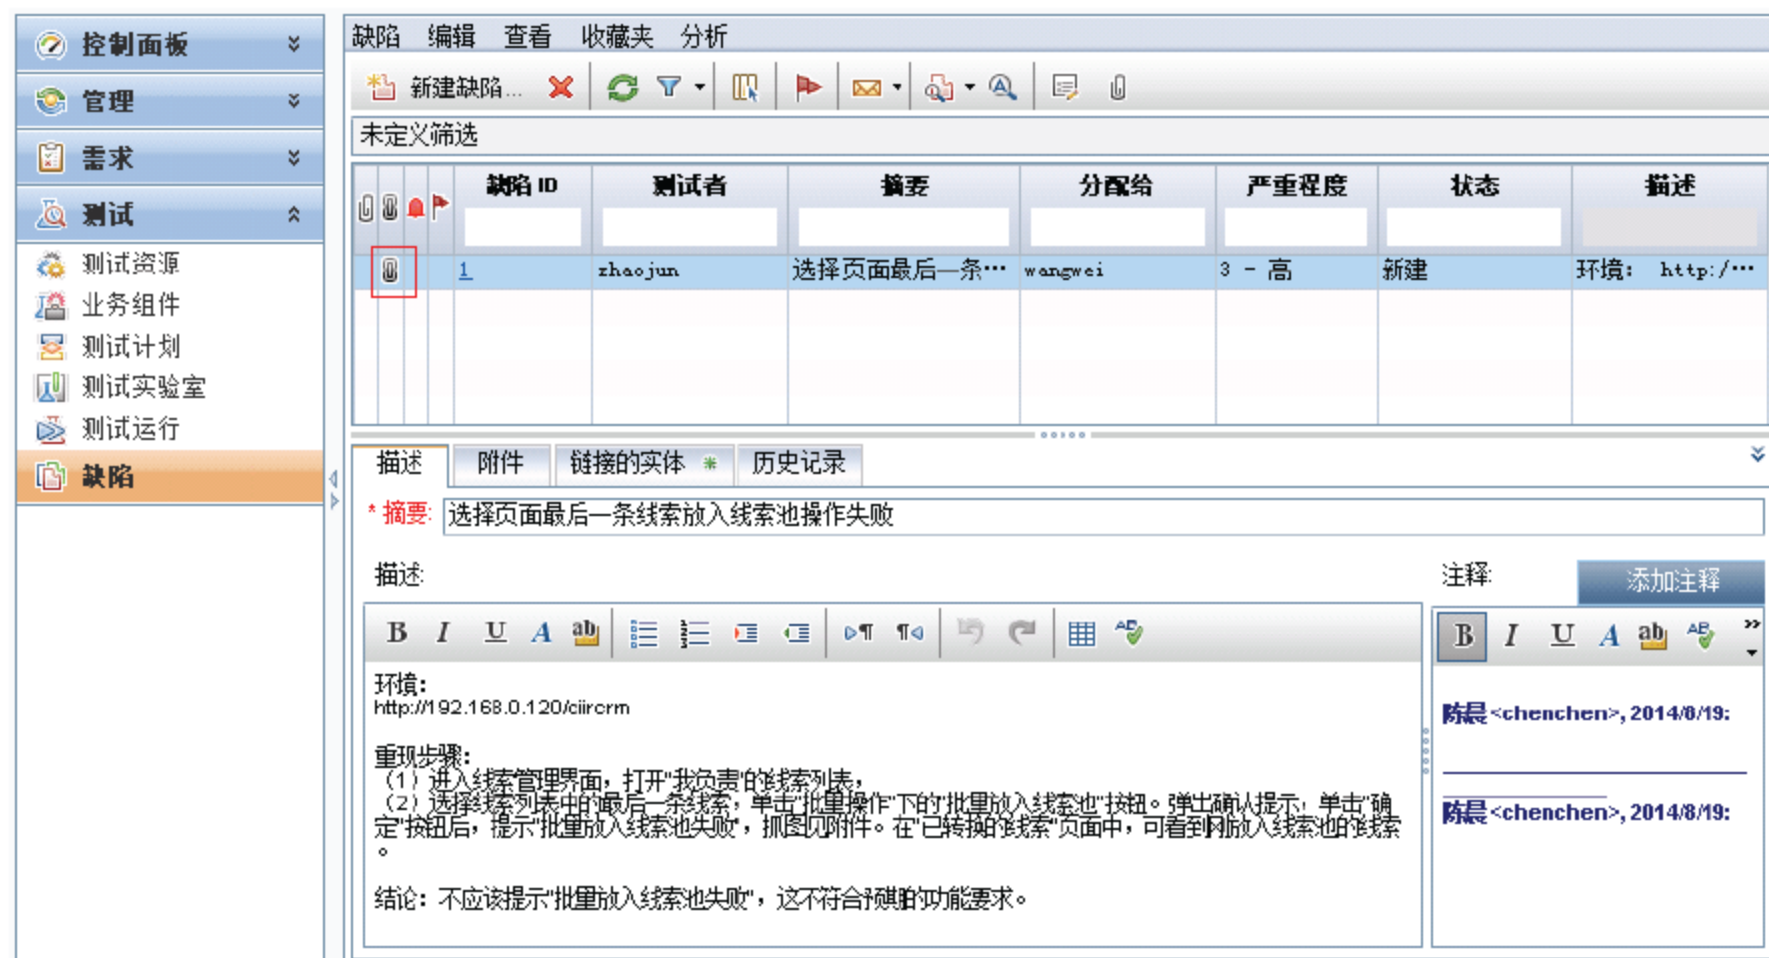 控制面板
管理
需求
测试
测试资源
业务组件
测试计划
测试实验室
测试运行
缺陷
缺陷 编辑 查看 收藏夹 分析
新建缺陷...
未定义筛选
缺陷 ID 测试者 摘要 分配给 严重程度 状态 描述
1 zhaojun 选择页面最后一条… wangwei 3 - 高 新建 环境： http:/…
描述 附件 链接的实体 * 历史记录
* 摘要: 选择页面最后一条线索放入线索池操作失败
描述:
环境：
http://192.168.0.120/ciircrm
重现步骤：
（1）进入线索管理界面，打开"我负责"的线索列表，
（2）选择线索列表中的最后一条线索，单击"批量操作"下的"批量放入线索池"按钮。弹出确认提示！单击"确
定"按钮后，提示"批量放入线索池失败"，抓图见附件。在"已转换的线索"页面中，可看到刚放入线索池的线索
。
结论：不应该提示"批量放入线索池失败"，这不符合预期的功能要求。
注释: 添加注释
陈晨 <chenchen>, 2014/8/19:
陈晨 <chenchen>, 2014/8/19: